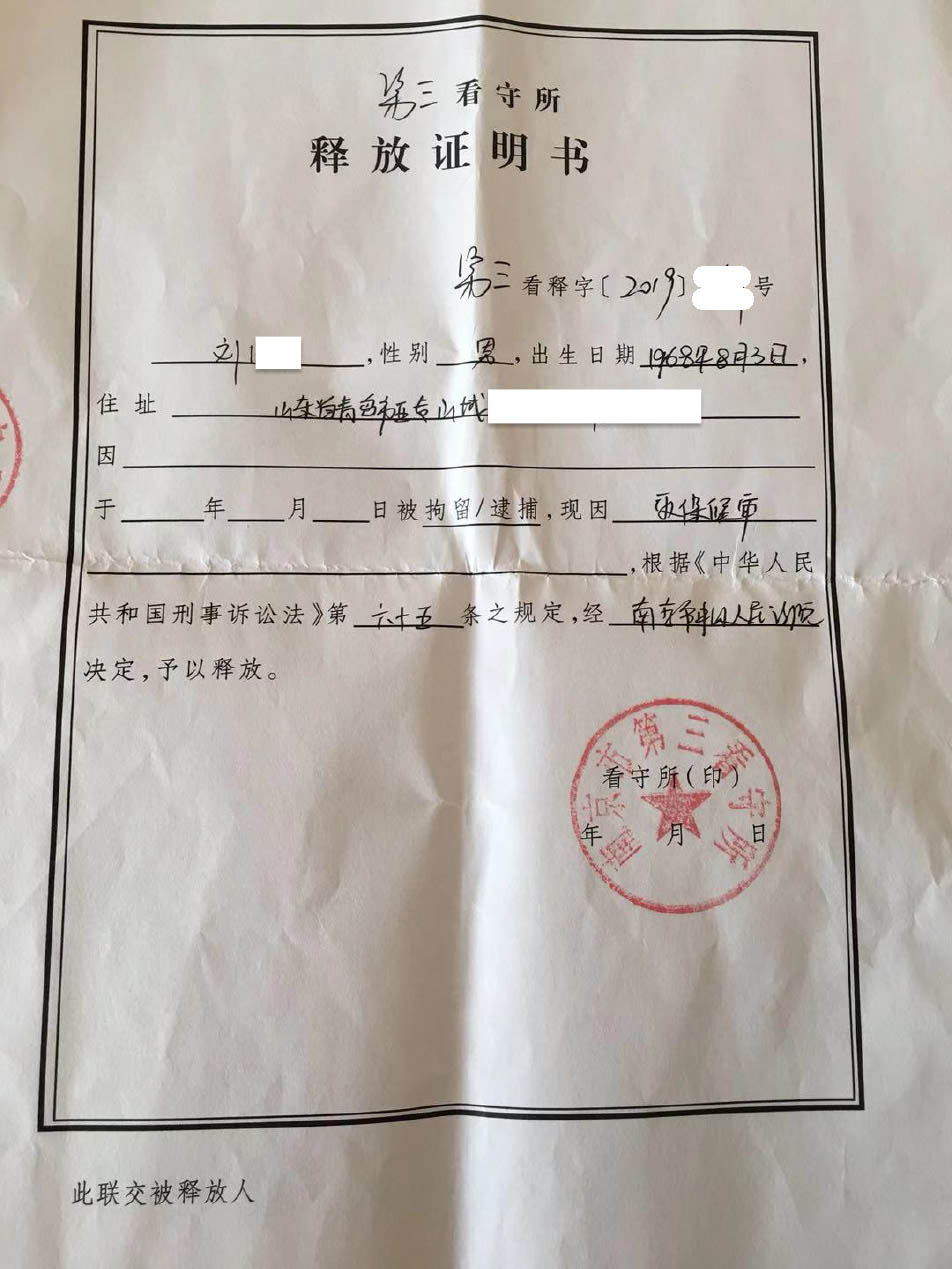 第三看守所
释放证明书
第三看释字〔2019〕号
刘,性别 男,出生日期1968年8月3日,
住址 山东省青岛市
因
于 年 月 日被拘留/逮捕,现因 取保候审
,根据《中华人民
共和国刑事诉讼法》第 六十五 条之规定,经 南京市人民法院
决定,予以释放。
南京市第三看守所
看守所(印)
年 月 日
此联交被释放人